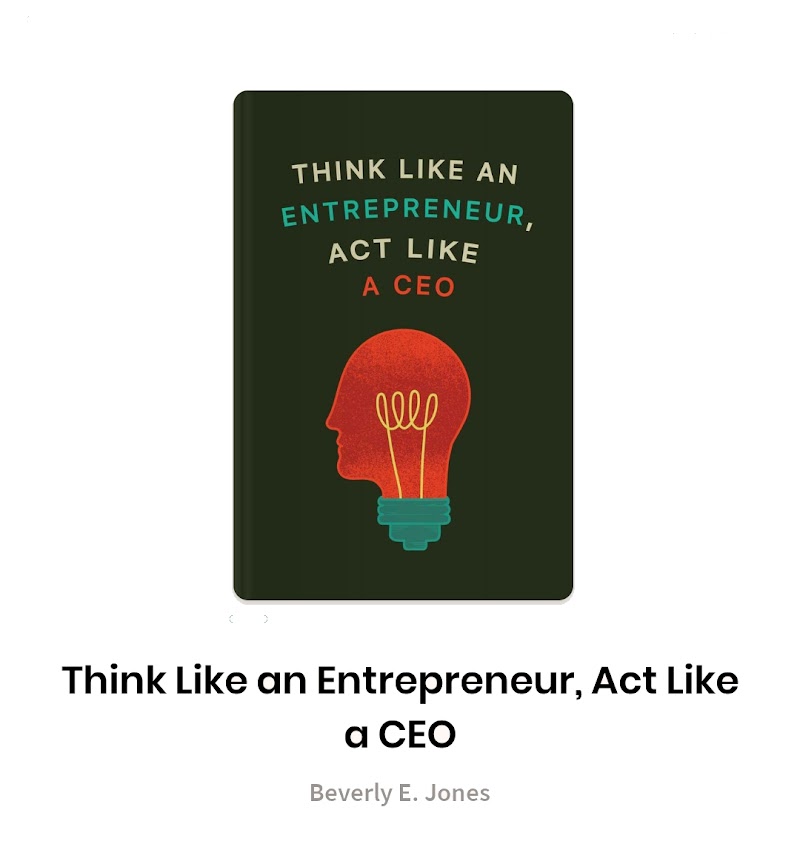 THINK LIKE AN
ENTREPRENEUR,
ACT LIKE
A CEO
Think Like an Entrepreneur, Act Like
a CEO
Beverly E. Jones